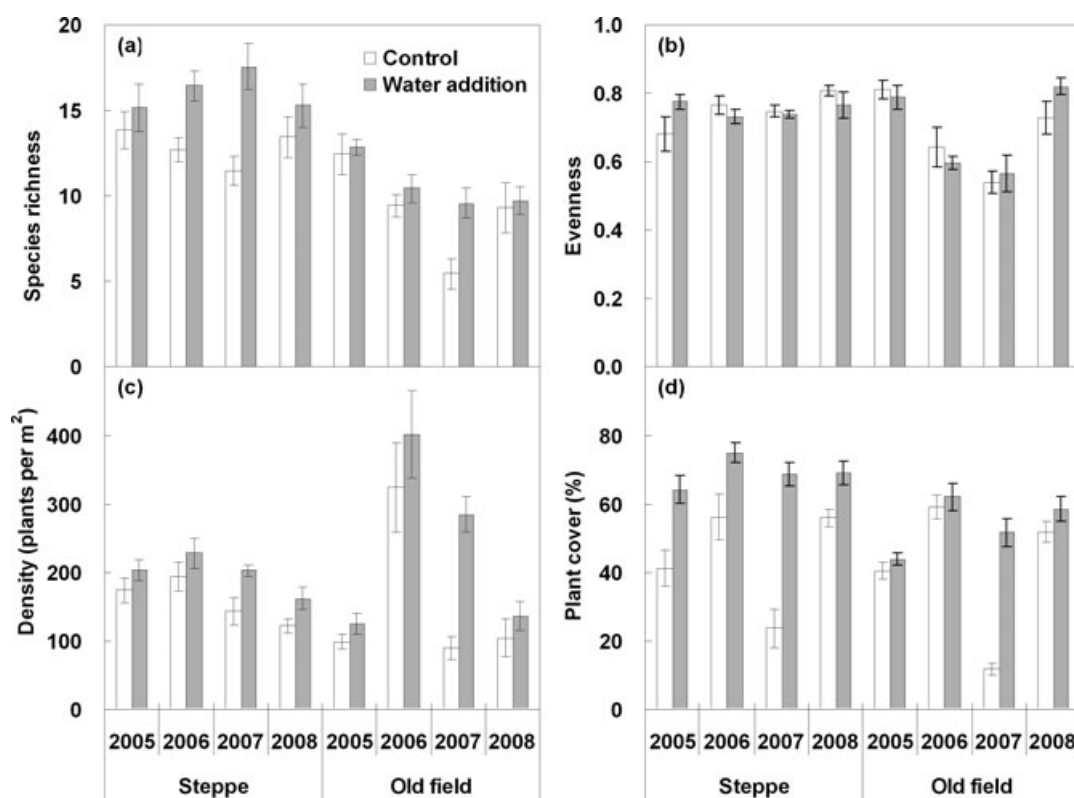 (a)
Control
Water addition
Species richness
20
15
10
5
0
(b)
Evenness
1.0
0.8
0.6
0.4
0.2
0.0
(c)
Density (plants per m²)
400
300
200
100
0
(d)
Plant cover (%)
80
60
40
20
0
2005 2006 2007 2008 2005 2006 2007 2008
Steppe Old field
2005 2006 2007 2008 2005 2006 2007 2008
Steppe Old field